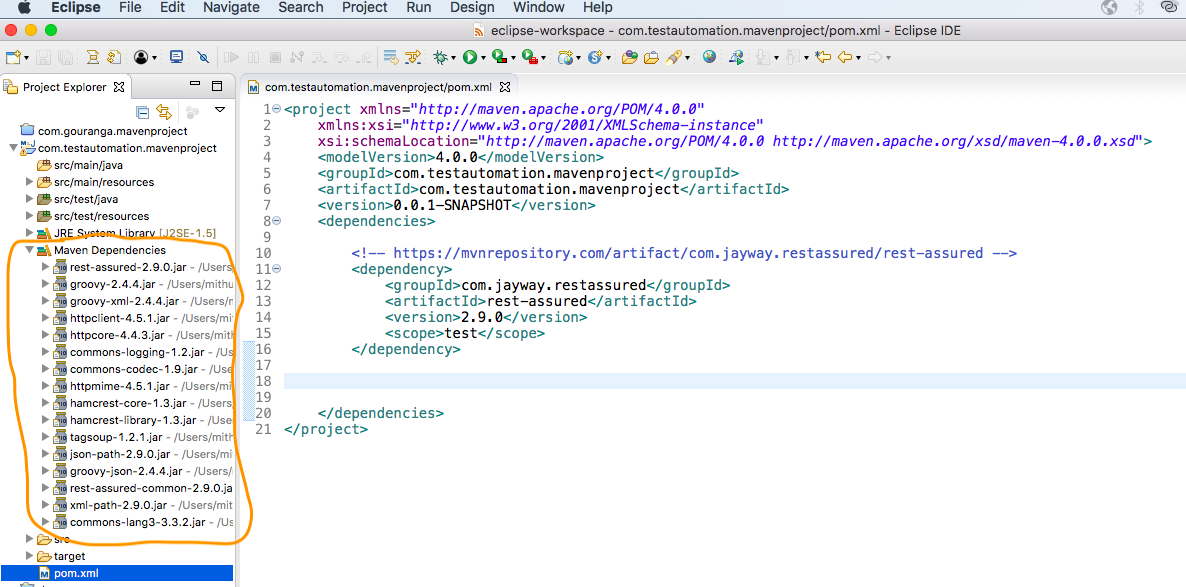 Eclipse File Edit Navigate Search Project Run Design Window Help
eclipse-workspace - com.testautomation.mavenproject/pom.xml - Eclipse IDE
Project Explorer
com.testautomation.mavenproject/pom.xml
com.gouranga.mavenproject
com.testautomation.mavenproject
src/main/java
src/main/resources
src/test/java
src/test/resources
JRE System Library [J2SE-1.5]
Maven Dependencies
rest-assured-2.9.0.jar - /Users
groovy-2.4.4.jar - /Users/mithu
groovy-xml-2.4.4.jar - /Users/r
httpclient-4.5.1.jar - /Users/mi
httpcore-4.4.3.jar - /Users/mitl
commons-logging-1.2.jar - /Us
commons-codec-1.9.jar - /Use
httpmime-4.5.1.jar - /Users/mi
hamcrest-core-1.3.jar - /Users
hamcrest-library-1.3.jar - /Use
tagsoup-1.2.1.jar - /Users/mith
json-path-2.9.0.jar - /Users/mi
groovy-json-2.4.4.jar - /Users/
rest-assured-common-2.9.0.ja
xml-path-2.9.0.jar - /Users/mit
commons-lang3-3.3.2.jar - /Us
src
target
pom.xml
1 <project xmlns="http://maven.apache.org/POM/4.0.0"
2 xmlns:xsi="http://www.w3.org/2001/XMLSchema-instance"
3 xsi:schemaLocation="http://maven.apache.org/POM/4.0.0 http://maven.apache.org/xsd/maven-4.0.0.xsd">
4 <modelVersion>4.0.0</modelVersion>
5 <groupId>com.testautomation.mavenproject</groupId>
6 <artifactId>com.testautomation.mavenproject</artifactId>
7 <version>0.0.1-SNAPSHOT</version>
8 <dependencies>
9
10 <!-- https://mvnrepository.com/artifact/com.jayway.restassured/rest-assured -->
11 <dependency>
12 <groupId>com.jayway.restassured</groupId>
13 <artifactId>rest-assured</artifactId>
14 <version>2.9.0</version>
15 <scope>test</scope>
16 </dependency>
17
18
19
20 </dependencies>
21 </project>